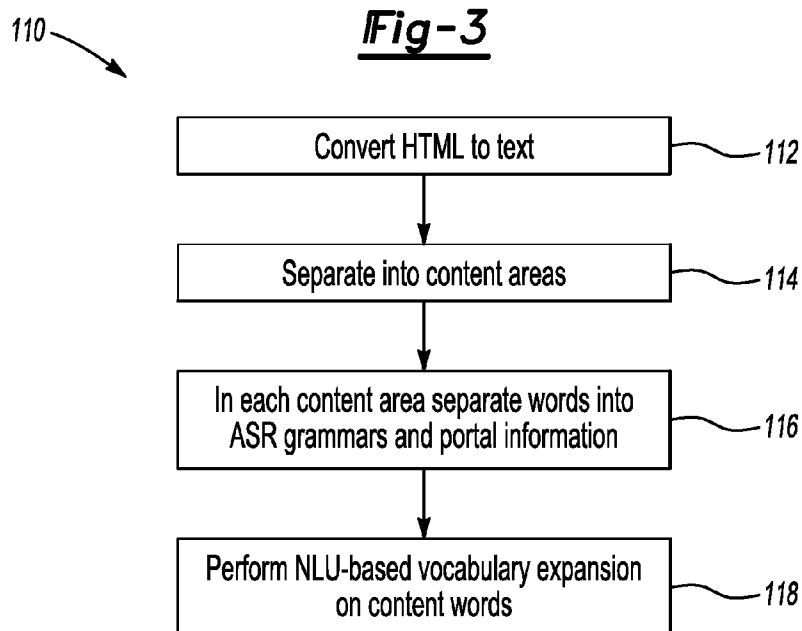 110
Fig-3
Convert HTML to text
112
Separate into content areas
114
In each content area separate words into
ASR grammars and portal information
116
Perform NLU-based vocabulary expansion
on content words
118